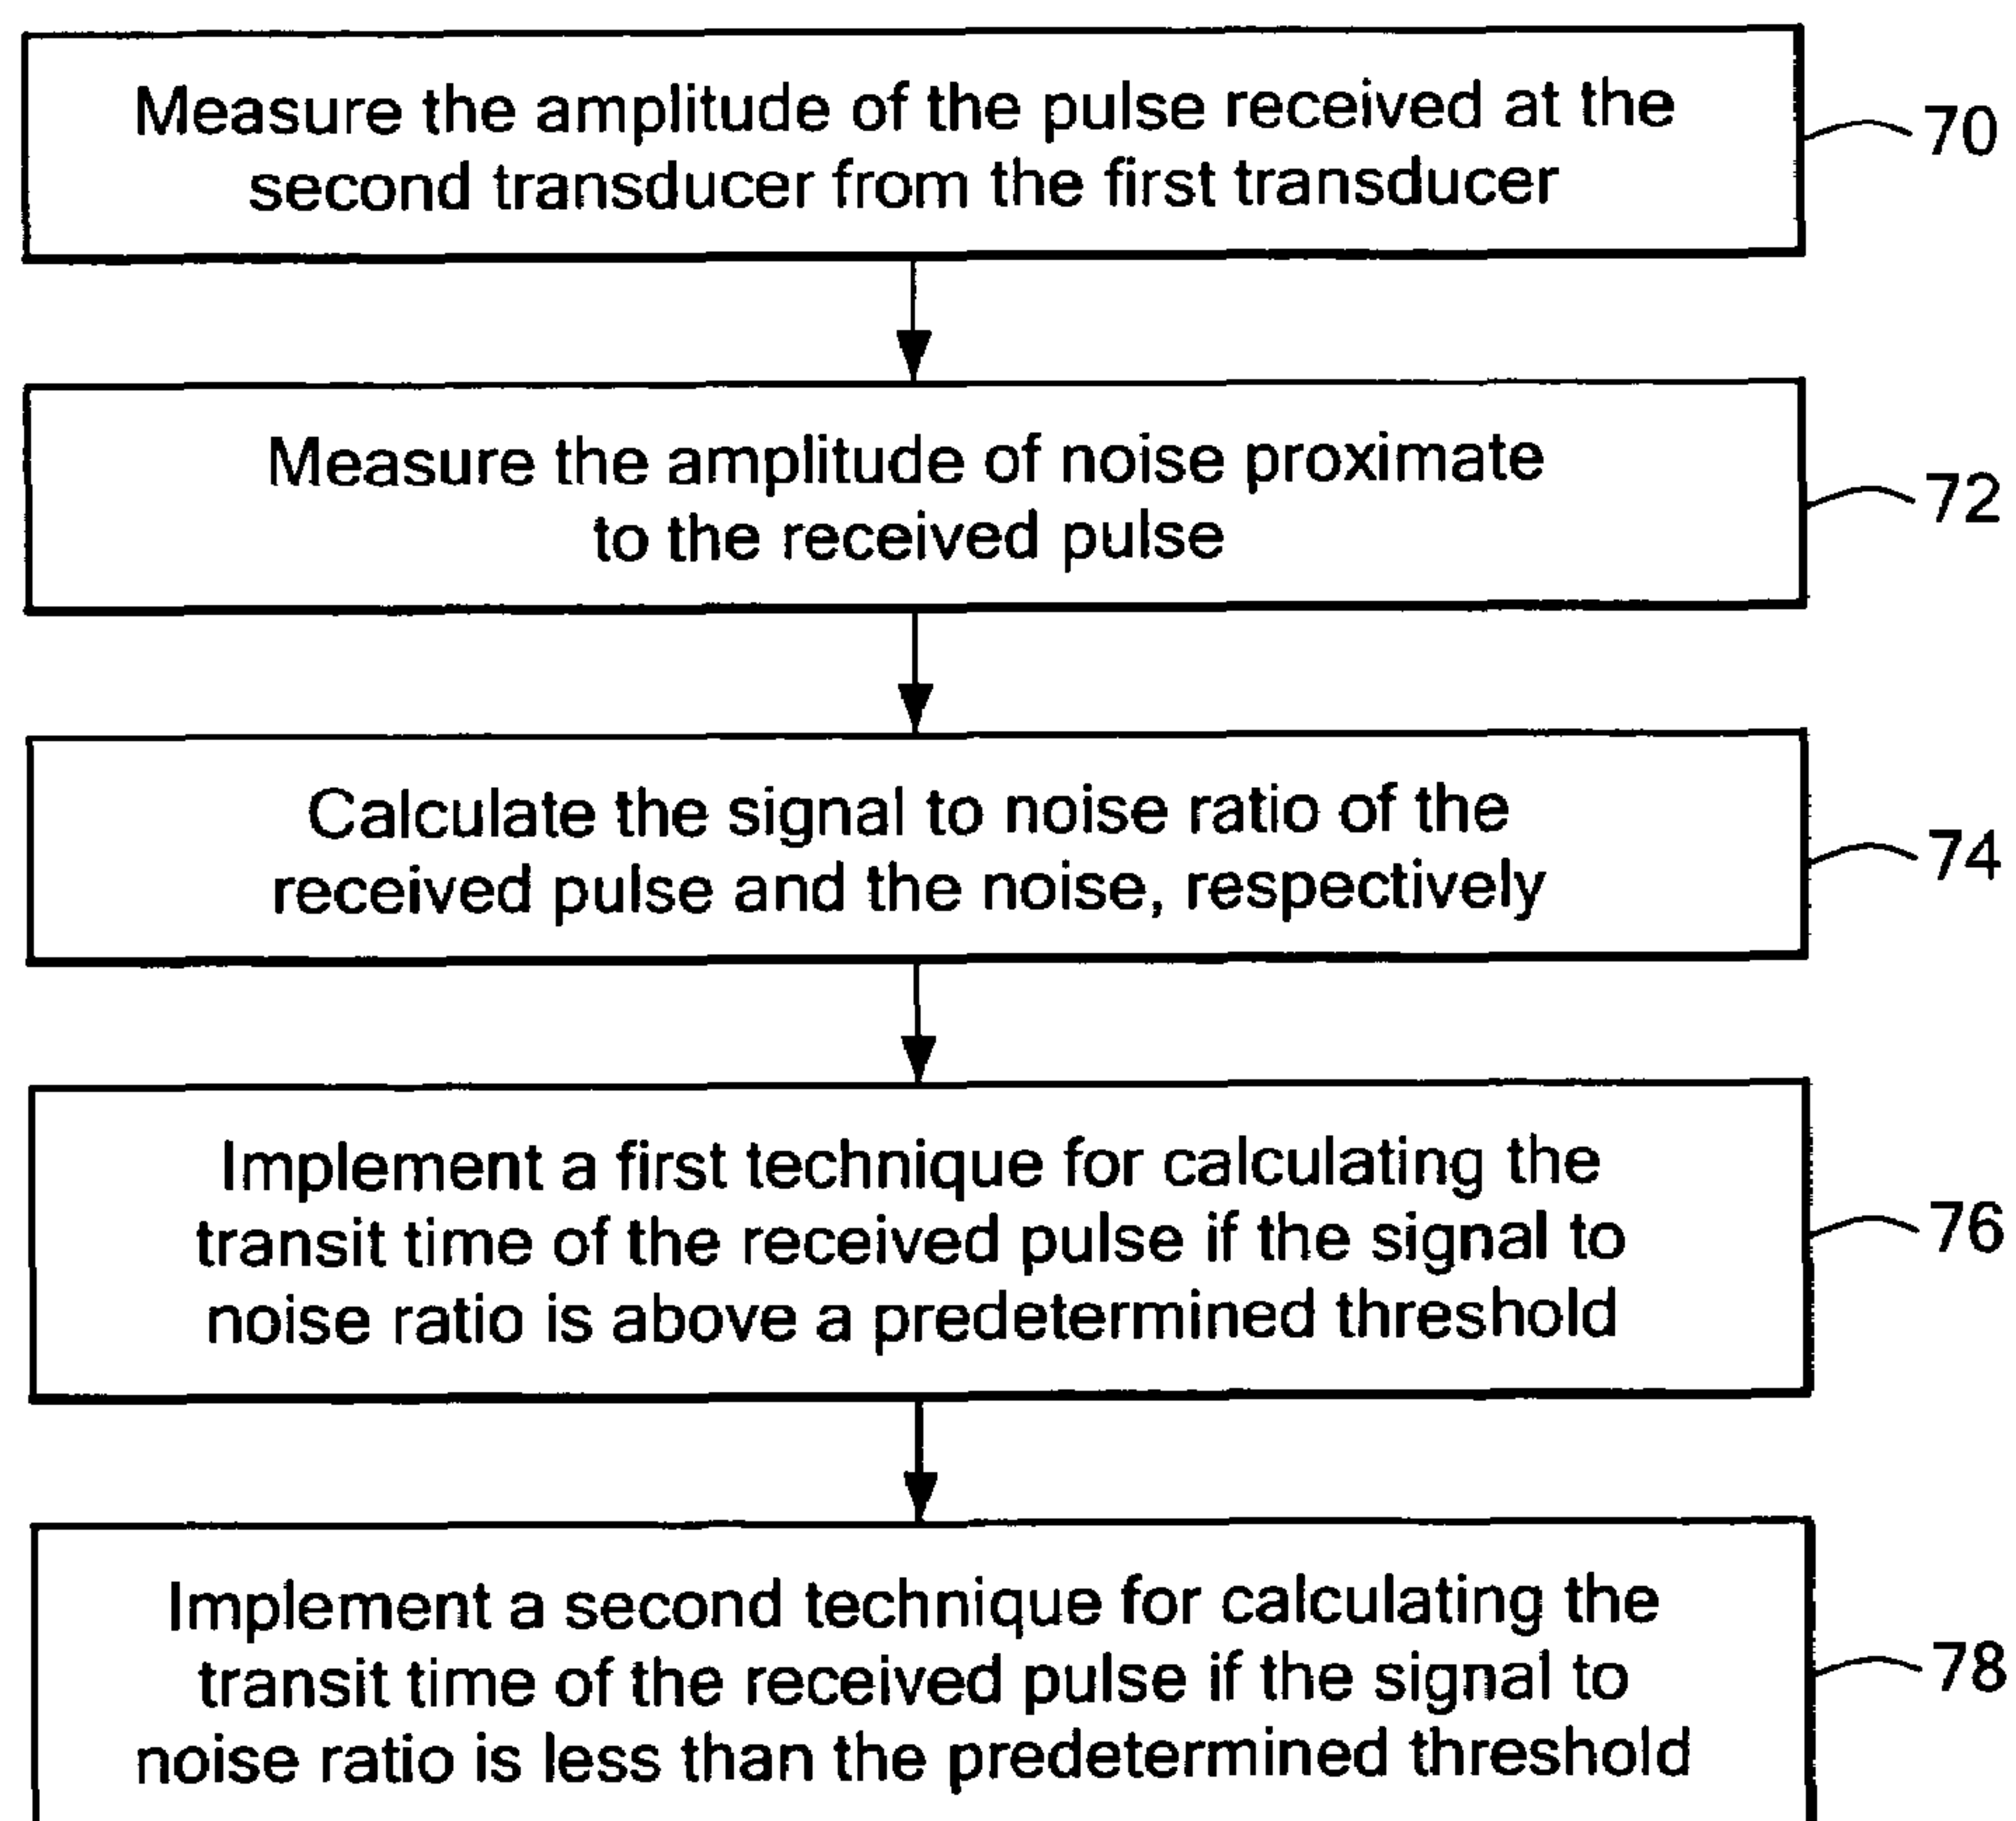 Measure the amplitude of the pulse received at the
second transducer from the first transducer
70
Measure the amplitude of noise proximate
to the received pulse
72
Calculate the signal to noise ratio of the
received pulse and the noise, respectively
74
Implement a first technique for calculating the
transit time of the received pulse if the signal to
noise ratio is above a predetermined threshold
76
Implement a second technique for calculating the
transit time of the received pulse if the signal to
noise ratio is less than the predetermined threshold
78